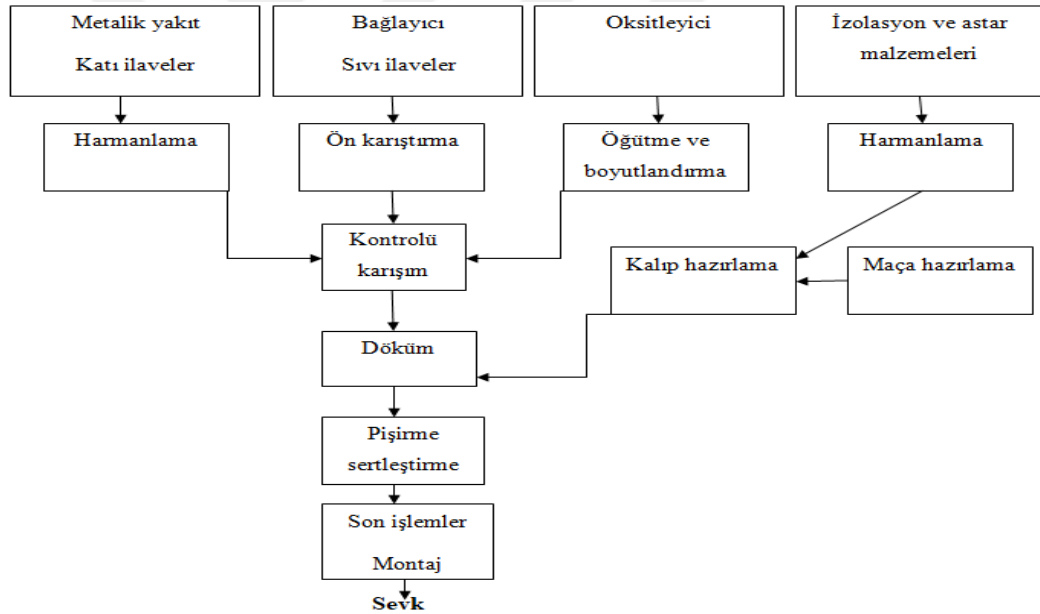 Metalik yakıt
Katı ilaveler
Bağlayıcı
Sıvı ilaveler
Oksitleyici
İzolasyon ve astar
malzemeleri
Harmanlama
Ön karıştırma
Öğütme ve
boyutlandırma
Harmanlama
Kontrolü
karışım
Kalıp hazırlama
Maça hazırlama
Döküm
Pişirme
sertleştirme
Son işlemler
Montaj
Sevk